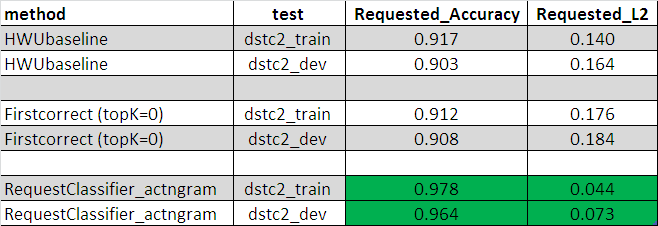 method test Requested_Accuracy Requested_L2
HWUbaseline dstc2_train 0.917 0.140
HWUbaseline dstc2_dev 0.903 0.164
Firstcorrect (topK=0) dstc2_train 0.912 0.176
Firstcorrect (topK=0) dstc2_dev 0.908 0.184
RequestClassifier_actngram dstc2_train 0.978 0.044
RequestClassifier_actngram dstc2_dev 0.964 0.073